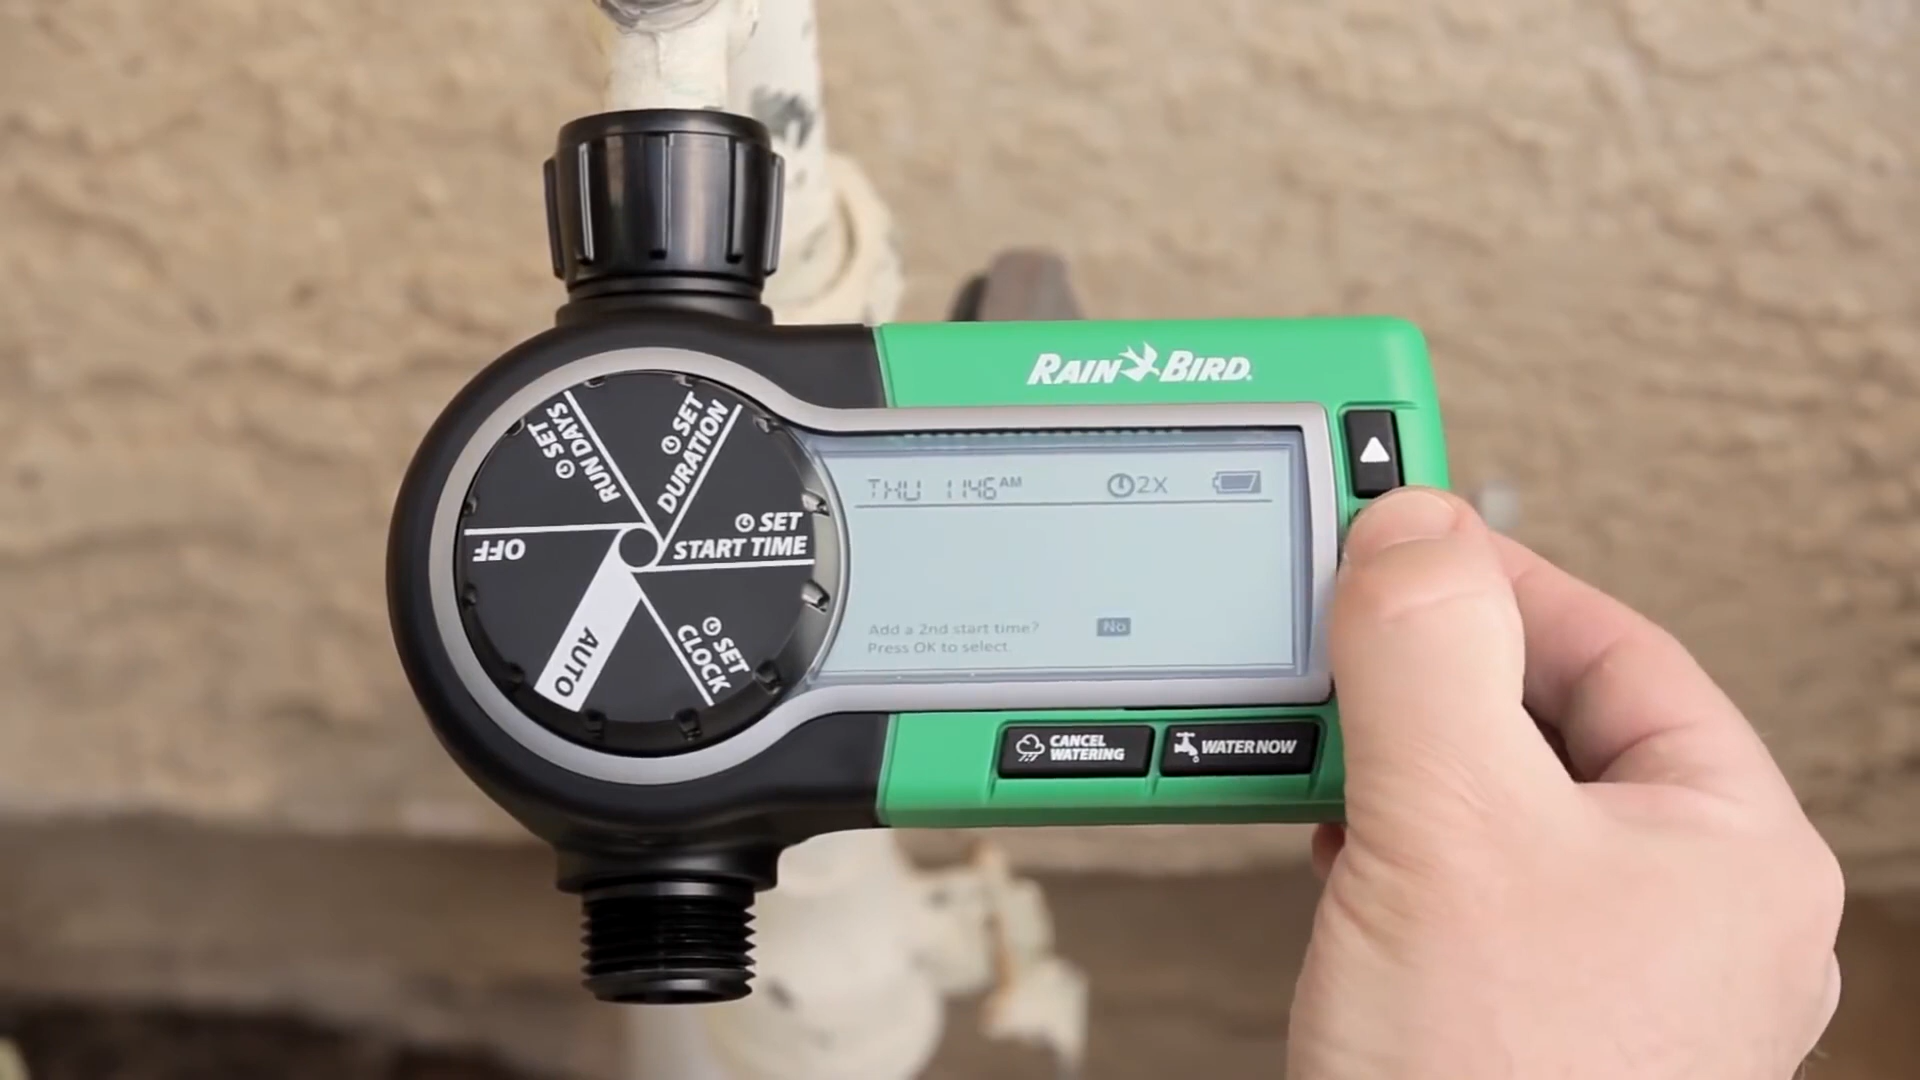 RAIN BIRD
SET
RUN DAYS
SET
DURATION
SET
START TIME
OFF
AUTO
SET
CLOCK
THU 11:46 AM 2X
Add a 2nd start time? No
Press OK to select.
CANCEL
WATERING
WATER NOW